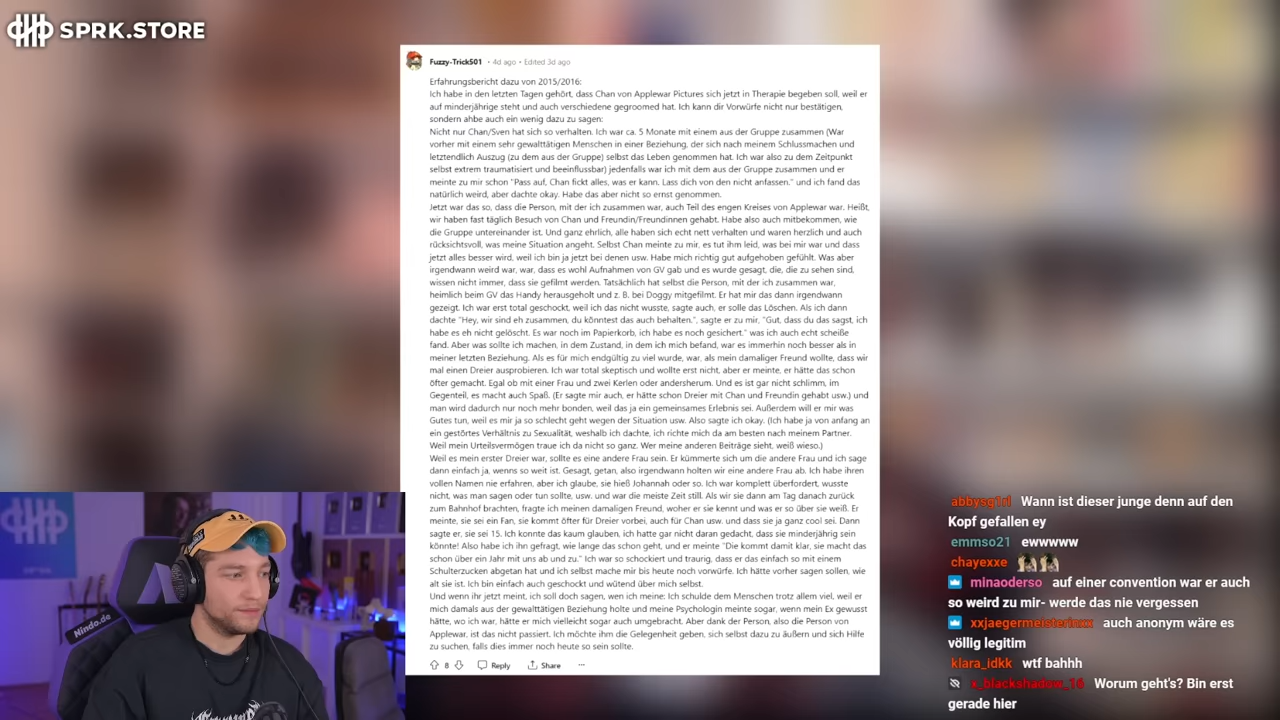 SPRK.STORE
Fuzzy-Trick501 • 4d ago • Edited 3d ago
Erfahrungsbericht dazu von 2015/2016:
Ich habe in den letzten Tagen gehört, dass Chan von Applewar Pictures sich jetzt in Therapie begeben soll, weil er
auf minderjährige steht und auch verschiedene gegroomed hat. Ich kann dir Vorwürfe nicht nur bestätigen,
sondern ahbe auch ein wenig dazu zu sagen:
Nicht nur Chan/Sven hat sich so verhalten. Ich war ca. 5 Monate mit einem aus der Gruppe zusammen (War
vorher mit einem sehr gewalttätigen Menschen in einer Beziehung, der sich nach meinem Schlussmachen und
letztendlich Auszug (zu dem aus der Gruppe) selbst das Leben genommen hat. Ich war also zu dem Zeitpunkt
selbst extrem traumatisiert und beeinflussbar) jedenfalls war ich mit dem aus der Gruppe zusammen und er
meinte zu mir schon "Pass auf, Chan fickt alles, was er kann. Lass dich von den nicht anfassen." und ich fand das
natürlich weird, aber dachte okay. Habe das aber nicht so ernst genommen.
Jetzt war das so, dass die Person, mit der ich zusammen war, auch Teil des engen Kreises von Applewar war. Heißt,
wir haben fast täglich Besuch von Chan und Freundin/Freundinnen gehabt. Habe also auch mitbekommen, wie
die Gruppe untereinander ist. Und ganz ehrlich, alle haben sich echt nett verhalten und waren herzlich und auch
rücksichtsvoll, was meine Situation angeht. Selbst Chan meinte zu mir, es tut ihm leid, was bei mir war und dass
jetzt alles besser wird, weil ich bin ja jetzt bei denen usw. Habe mich richtig gut aufgehoben gefühlt. Was aber
irgendwann weird war, war, dass es wohl Aufnahmen von GV gab und es wurde gesagt, die, die zu sehen sind,
wissen nicht immer, dass sie gefilmt werden. Tatsächlich hat selbst die Person, mit der ich zusammen war,
heimlich beim GV das Handy herausgeholt und z. B. bei Doggy mitgefilmt. Er hat mir das dann irgendwann
gezeigt. Ich war erst total geschockt, weil ich das nicht wusste, sagte auch, er solle das Löschen. Als ich dann
dachte "Hey, wir sind eh zusammen, du könntest das auch behalten.", sagte er zu mir, "Gut, dass du das sagst, ich
habe es eh nicht gelöscht. Es war noch im Papierkorb, ich habe es noch gesichert." was ich auch echt scheiße
fand. Aber was sollte ich machen, in dem Zustand, in dem ich mich befand, war es immerhin noch besser als in
meiner letzten Beziehung. Als es für mich endgültig zu viel wurde, war, als mein damaliger Freund wollte, dass wir
mal einen Dreier ausprobieren. Ich war total skeptisch und wollte erst nicht, aber er meinte, er hätte das schon
öfter gemacht. Egal ob mit einer Frau und zwei Kerlen oder andersherum. Und es ist gar nicht schlimm, im
Gegenteil, es macht auch Spaß. (Er sagte mir auch, er hätte schon Dreier mit Chan und Freundin gehabt usw.) und
man wird dadurch nur noch mehr bonden, weil das ja ein gemeinsames Erlebnis sei. Außerdem will er mir was
Gutes tun, weil es mir ja so schlecht geht wegen der Situation usw. Also sagte ich okay. (Ich habe ja von anfang an
ein gestörtes Verhältnis zu Sexualität, weshalb ich dachte, ich richte mich da am besten nach meinem Partner.
Weil mein Urteilsvermögen traue ich da nicht so ganz. Wer meine anderen Beiträge sieht, weiß wieso.)
Weil es mein erster Dreier war, sollte es eine andere Frau sein. Er kümmerte sich um die andere Frau und ich sage
dann einfach ja, wenns so weit ist. Gesagt, getan, also irgendwann holten wir eine andere Frau ab. Ich habe ihren
vollen Namen nie erfahren, aber ich glaube, sie hieß Johannah oder so. Ich war komplett überfordert, wusste
nicht, was man sagen oder tun sollte, usw. und war die meiste Zeit still. Als wir sie dann am Tag danach zurück
zum Bahnhof brachten, fragte ich meinen damaligen Freund, woher er sie kennt und was er so über sie weiß. Er
meinte, sie sei ein Fan, sie kommt öfter für Dreier vorbei, auch für Chan usw. und dass sie ja ganz cool sei. Dann
sagte er, sie sei 15. Ich konnte das kaum glauben, ich hatte gar nicht daran gedacht, dass sie minderjährig sein
könnte! Also habe ich ihn gefragt, wie lange das schon geht, und er meinte "Die kommt damit klar, sie macht das
schon über ein Jahr mit uns ab und zu." Ich war so schockiert und traurig, dass er das einfach so mit einem
Schulterzucken abgetan hat und ich selbst mache mir bis heute noch vorwürfe. Ich hätte vorher sagen sollen, wie
alt sie ist. Ich bin einfach auch geschockt und wütend über mich selbst.
Und wenn ihr jetzt meint, ich soll doch sagen, wen ich meine: Ich schulde dem Menschen trotz allem viel, weil er
mich damals aus der gewalttätigen Beziehung holte und meine Psychologin meinte sogar, wenn mein Ex gewusst
hätte, wo ich war, hätte er mich vielleicht sogar auch umgebracht. Aber dank der Person, also die Person von
Applewar, ist das nicht passiert. Ich möchte ihm die Gelegenheit geben, sich selbst dazu zu äußern und sich Hilfe
zu suchen, falls dies immer noch heute so sein sollte.
8 Reply Share ...
Nindo.de
abbysgirl Wann ist dieser junge denn auf den
Kopf gefallen ey
emmso21 ewwwww
chayexxe
minaoderso auf einer convention war er auch
so weird zu mir- werde das nie vergessen
xxjaegermeisterinxx auch anonym wäre es
völlig legitim
klara_idkk wtf bahhh
x_blackshadow_16 Worum geht's? Bin erst
gerade hier